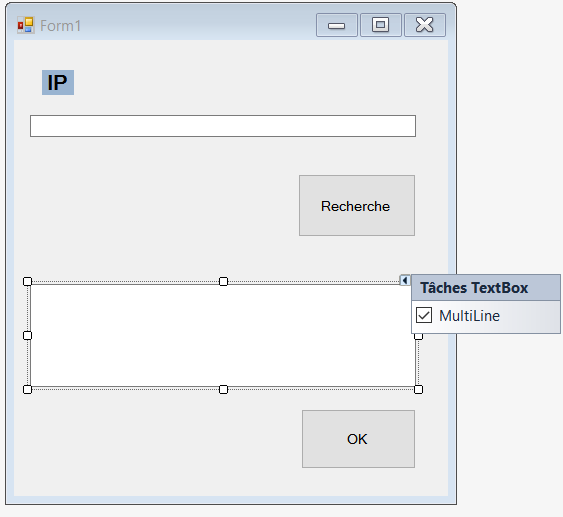 Form1
IP
Recherche
Tâches TextBox
MultiLine
OK